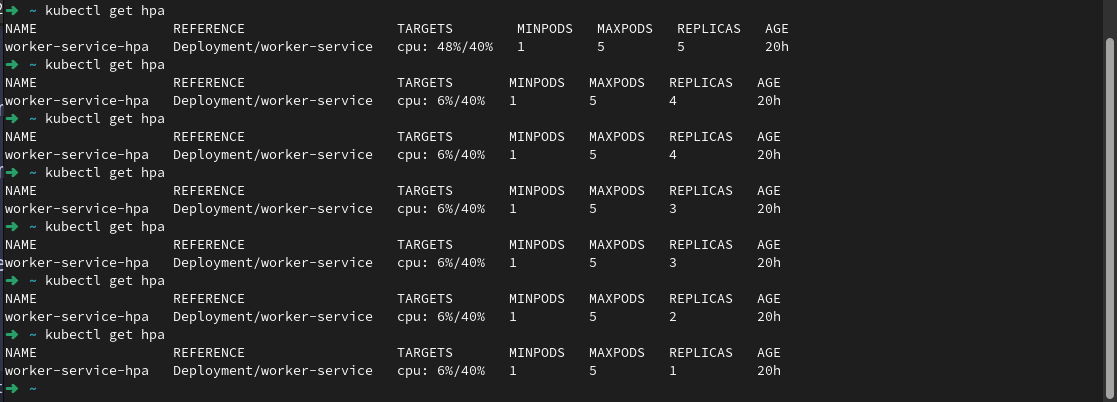 ➜ ~ kubectl get hpa
NAME REFERENCE TARGETS MINPODS MAXPODS REPLICAS AGE
worker-service-hpa Deployment/worker-service cpu: 48%/40% 1 5 5 20h
➜ ~ kubectl get hpa
NAME REFERENCE TARGETS MINPODS MAXPODS REPLICAS AGE
worker-service-hpa Deployment/worker-service cpu: 6%/40% 1 5 4 20h
➜ ~ kubectl get hpa
NAME REFERENCE TARGETS MINPODS MAXPODS REPLICAS AGE
worker-service-hpa Deployment/worker-service cpu: 6%/40% 1 5 4 20h
➜ ~ kubectl get hpa
NAME REFERENCE TARGETS MINPODS MAXPODS REPLICAS AGE
worker-service-hpa Deployment/worker-service cpu: 6%/40% 1 5 3 20h
➜ ~ kubectl get hpa
NAME REFERENCE TARGETS MINPODS MAXPODS REPLICAS AGE
worker-service-hpa Deployment/worker-service cpu: 6%/40% 1 5 3 20h
➜ ~ kubectl get hpa
NAME REFERENCE TARGETS MINPODS MAXPODS REPLICAS AGE
worker-service-hpa Deployment/worker-service cpu: 6%/40% 1 5 2 20h
➜ ~ kubectl get hpa
NAME REFERENCE TARGETS MINPODS MAXPODS REPLICAS AGE
worker-service-hpa Deployment/worker-service cpu: 6%/40% 1 5 1 20h
➜ ~